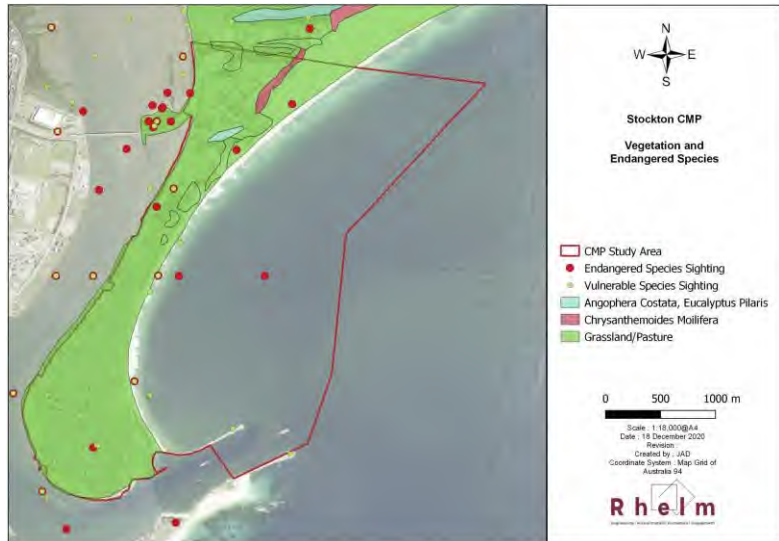 N
W E
S
Stockton CMP
Vegetation and
Endangered Species
CMP Study Area
Endangered Species Sighting
Vulnerable Species Sighting
Angophera Costata, Eucalyptus Pilaris
Chrysanthemoides Moilifera
Grassland/Pasture
0 500 1000 m
Scale : 1:18,000@A4
Date : 18 December 2020
Revision :
Created by : JAD
Coordinate System : Map Grid of
Australia 94
Rhelm